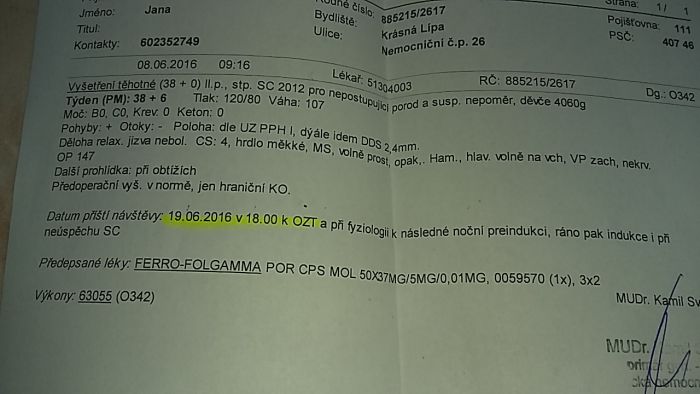 Jméno: Jana
Titul:
Kontakty: 602352749
číslo: 885215/2617
Bydliště: Krásná Lípa
Ulice: Nemocniční č.p. 26
Strana: 1 / 1
Pojišťovna: 111
PSČ: 407 46
08.06.2016 09:16 Lékař: 51304003 RČ: 885215/2617 Dg.: O342
Vyšetření těhotné (38 + 0) II.p., stp. SC 2012 pro nepostupující porod a susp. nepoměr, děvče 4060g
Týden (PM): 38 + 6 Tlak: 120/80 Váha: 107
Moč: B0, C0, Krev: 0 Keton: 0
Pohyby: + Otoky: - Poloha: dle UZ PPH I, dýále idem DDS 2,4mm.
Děloha relax. jizva nebol. CS: 4, hrdlo měkké, MS, volně prost, opak,. Ham., hlav. volně na vch, VP zach, nekrv.
OP 147
Další prohlídka: při obtížích
Předoperační vyš. v normě, jen hraniční KO.
Datum příští návštěvy: 19.06.2016 v 18.00 k OZT a při fyziologii k následné noční preindukci, ráno pak indukce i při
neúspěchu SC
Předepsané léky: FERRO-FOLGAMMA POR CPS MOL 50X37MG/5MG/0,01MG, 0059570 (1x), 3x2
Výkony: 63055 (O342)
MUDr. Kamil Sv
MUDr.